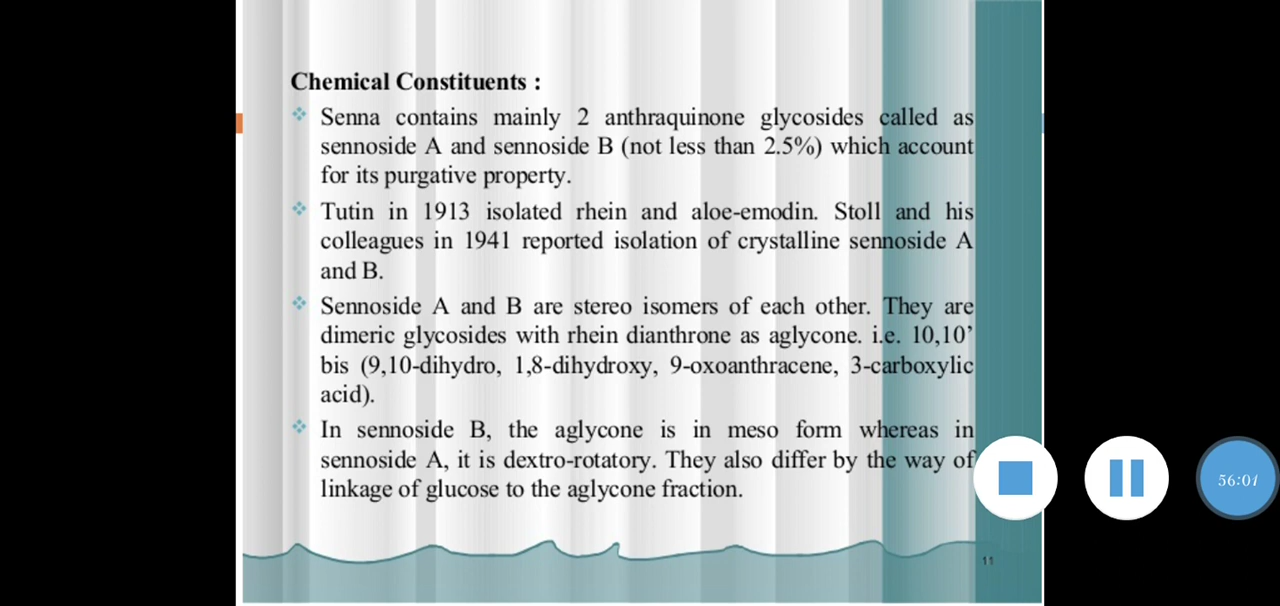 Chemical Constituents :
Senna contains mainly 2 anthraquinone glycosides called as
sennoside A and sennoside B (not less than 2.5%) which account
for its purgative property.
Tutin in 1913 isolated rhein and aloe-emodin. Stoll and his
colleagues in 1941 reported isolation of crystalline sennoside A
and B.
Sennoside A and B are stereo isomers of each other. They are
dimeric glycosides with rhein dianthrone as aglycone. i.e. 10,10’
bis (9,10-dihydro, 1,8-dihydroxy, 9-oxoanthracene, 3-carboxylic
acid).
In sennoside B, the aglycone is in meso form whereas in
sennoside A, it is dextro-rotatory. They also differ by the way of
linkage of glucose to the aglycone fraction.
56:01
11